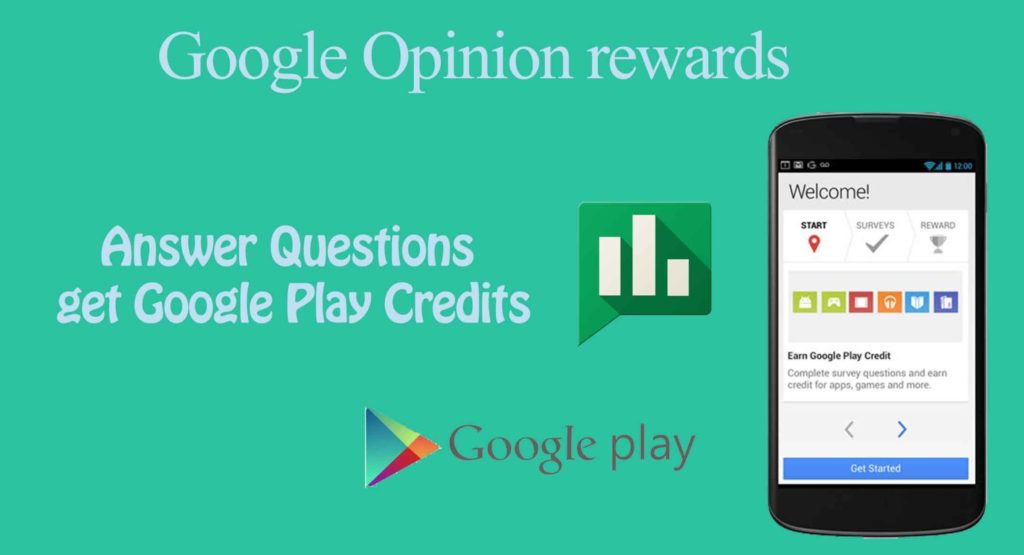 Google Opinion rewards
Answer Questions
get Google Play Credits
Google play
12:00
Welcome!
START SURVEYS REWARD
Earn Google Play Credit
Complete survey questions and earn
credit for apps, games and more.
Get Started